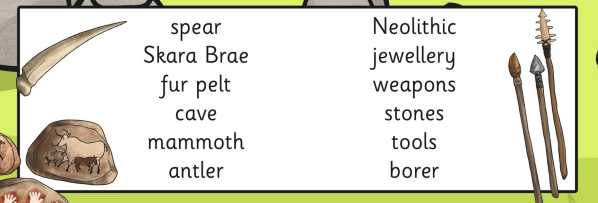 spear
Skara Brae
fur pelt
cave
mammoth
antler
Neolithic
jewellery
weapons
stones
tools
borer